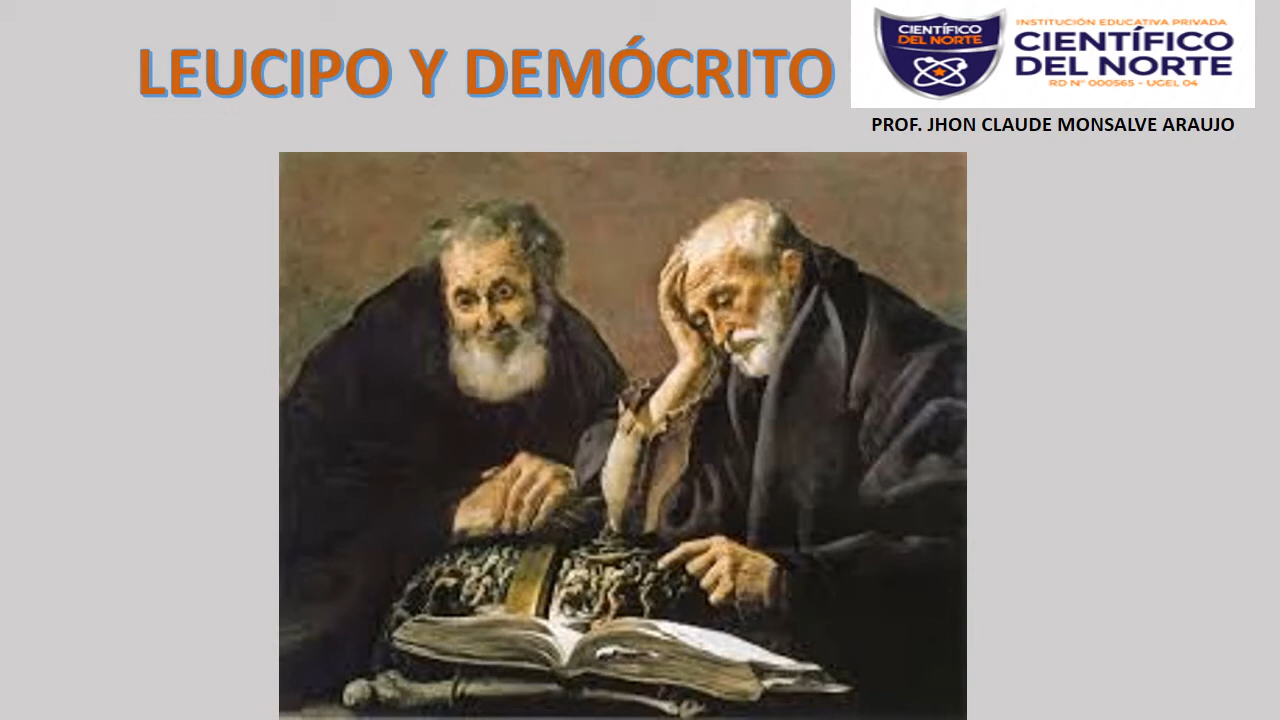 LEUCIPO Y DEMÓCRITO
CIENTÍFICO
DEL NORTE
INSTITUCIÓN EDUCATIVA PRIVADA
CIENTÍFICO
DEL NORTE
RD N° 000565 - UGEL 04
PROF. JHON CLAUDE MONSALVE ARAUJO